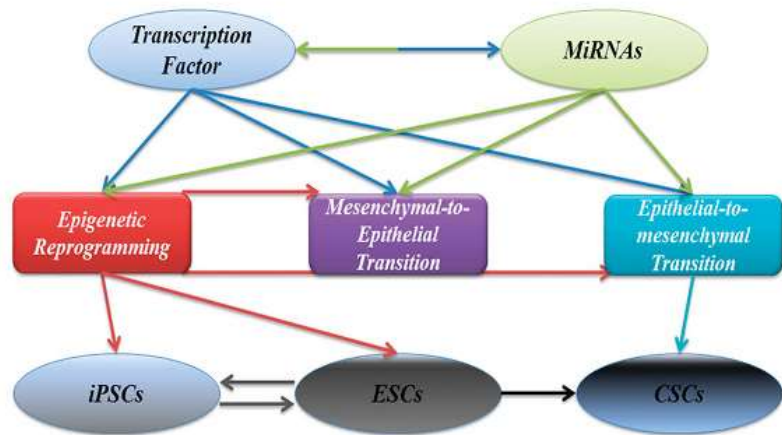 Transcription
Factor
MiRNAs
Epigenetic
Reprogramming
Mesenchymal-to-
Epithelial
Transition
Epithelial-to-
mesenchymal
Transition
iPSCs
ESCs
CSCs